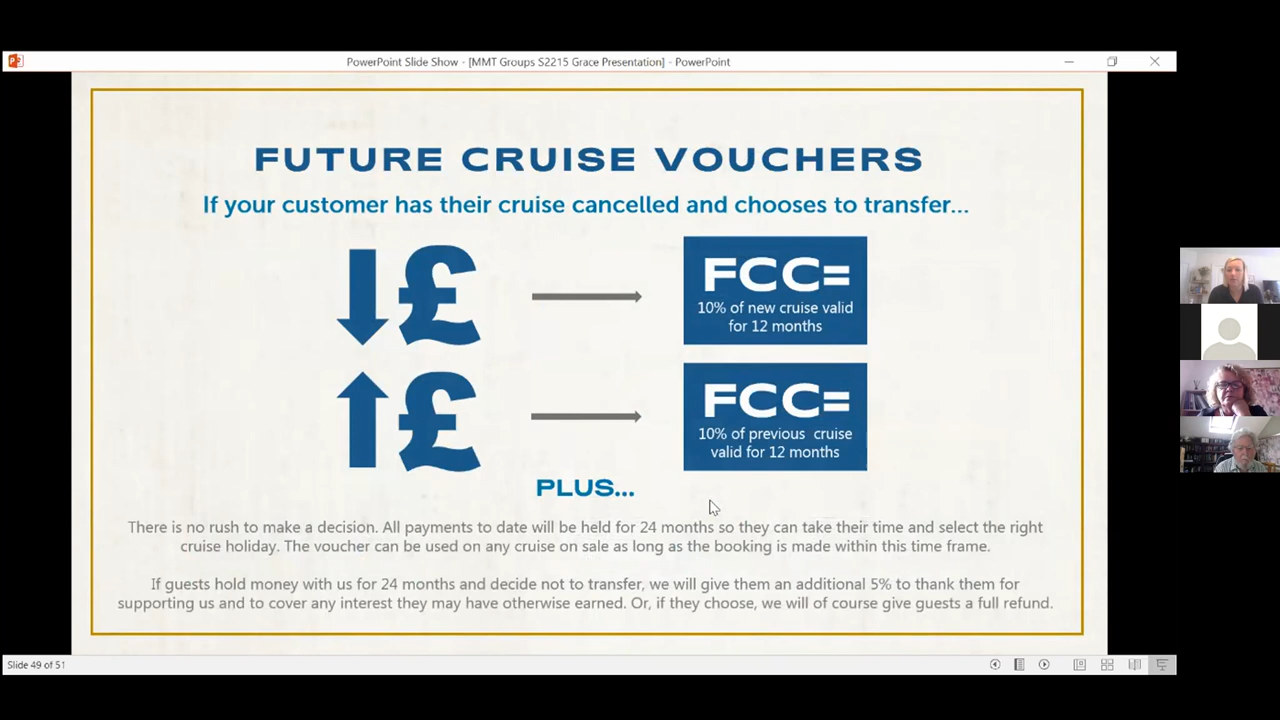 PowerPoint Slide Show - [MMT Groups S2215 Grace Presentation] - PowerPoint
FUTURE CRUISE VOUCHERS
If your customer has their cruise cancelled and chooses to transfer...
£
FCC=
10% of new cruise valid
for 12 months
£
FCC=
10% of previous cruise
valid for 12 months
PLUS...
There is no rush to make a decision. All payments to date will be held for 24 months so they can take their time and select the right
cruise holiday. The voucher can be used on any cruise on sale as long as the booking is made within this time frame.
If guests hold money with us for 24 months and decide not to transfer, we will give them an additional 5% to thank them for
supporting us and to cover any interest they may have otherwise earned. Or, if they choose, we will of course give guests a full refund.
Slide 49 of 51